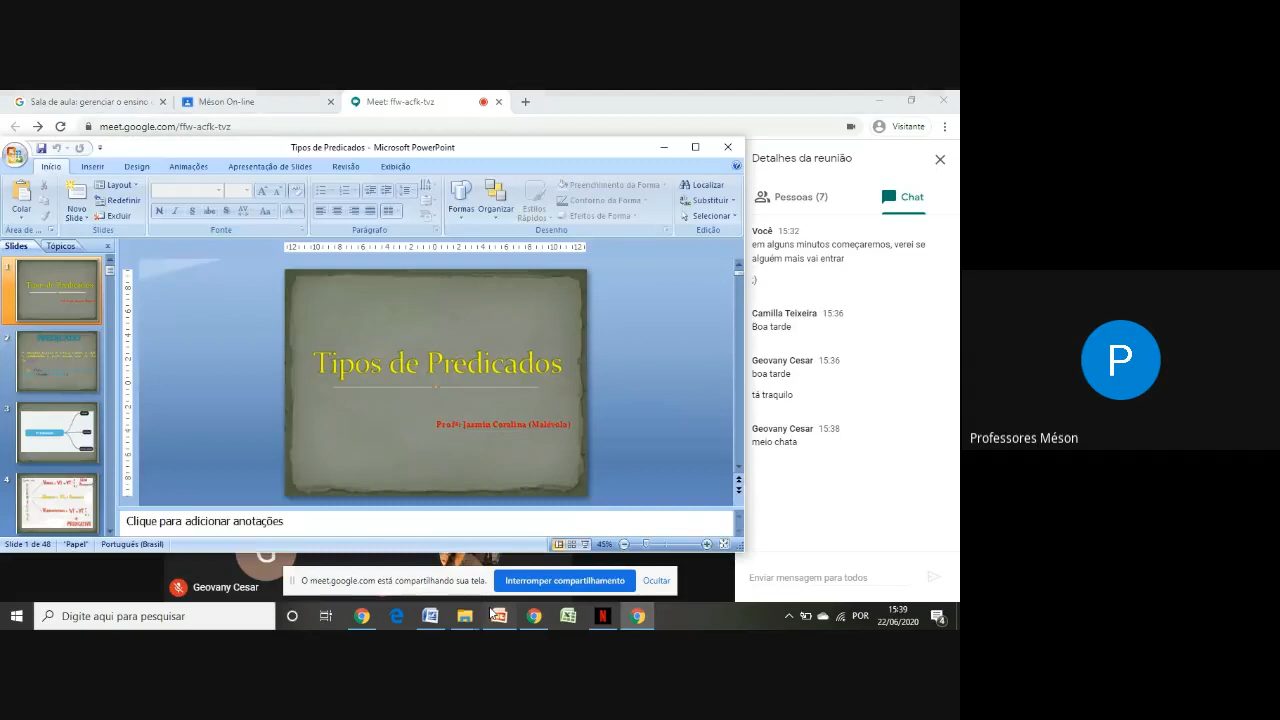 Sala de aula: gerenciar o ensino
Méson On-line
Meet: ffw-acfk-tvz
meet.google.com/ffw-acfk-tvz
Visitante
Tipos de Predicados - Microsoft PowerPoint
Início
Inserir
Design
Animações
Apresentação de Slides
Revisão
Exibição
Colar
Novo
Slide
Layout
Redefinir
Excluir
Formas
Organizar
Estilos
Rápidos
Preenchimento da Forma
Contorno da Forma
Efeitos de Forma
Localizar
Substituir
Selecionar
Área de ...
Slides
Fonte
Parágrafo
Desenho
Edição
Slides
Tópicos
1
2
3
4
Tipos de Predicados
Profª: Jasmin Carolina (Malévola)
Clique para adicionar anotações
Slide 1 de 48
"Papel"
Português (Brasil)
45%
Detalhes da reunião
Pessoas (7)
Chat
Você 15:32
em alguns minutos começaremos, verei se
alguém mais vai entrar
;)
Camilla Teixeira 15:36
Boa tarde
Geovany Cesar 15:36
boa tarde
tá traquilo
Geovany Cesar 15:38
meio chata
Enviar mensagem para todos
G
Geovany Cesar
O meet.google.com está compartilhando sua tela.
Interromper compartilhamento
Ocultar
Digite aqui para pesquisar
POR
15:39
22/06/2020
4
P
Professores Méson